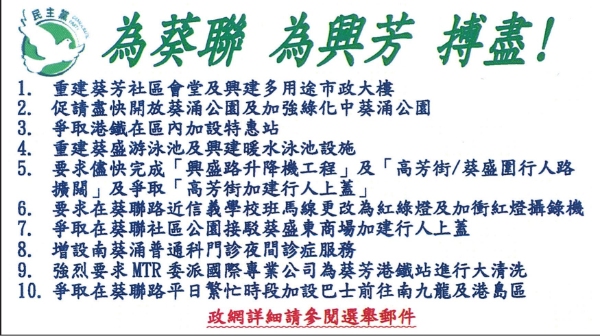 民主黨
為葵聯 為興芳 搏盡!
1. 重建葵芳社區會堂及興建多用途市政大樓
2. 促請盡快開放葵涌公園及加強綠化中葵涌公園
3. 爭取港鐵在區內加設特惠站
4. 重建葵盛游泳池及興建暖水泳池設施
5. 要求儘快完成「興盛路升降機工程」及「高芳街/葵盛圍行人路
擴闊」及爭取「高芳街加建行人上蓋」
6. 要求在葵聯路近信義學校班馬線更改為紅綠燈及加衝紅燈攝錄機
7. 爭取在葵聯社區公園接駁葵盛東商場加建行人上蓋
8. 增設南葵涌普通科門診夜間診症服務
9. 強烈要求MTR委派國際專業公司為葵芳港鐵站進行大清洗
10. 爭取在葵聯路平日繁忙時段加設巴士前往南九龍及港島區
政網詳細請參閱選舉郵件